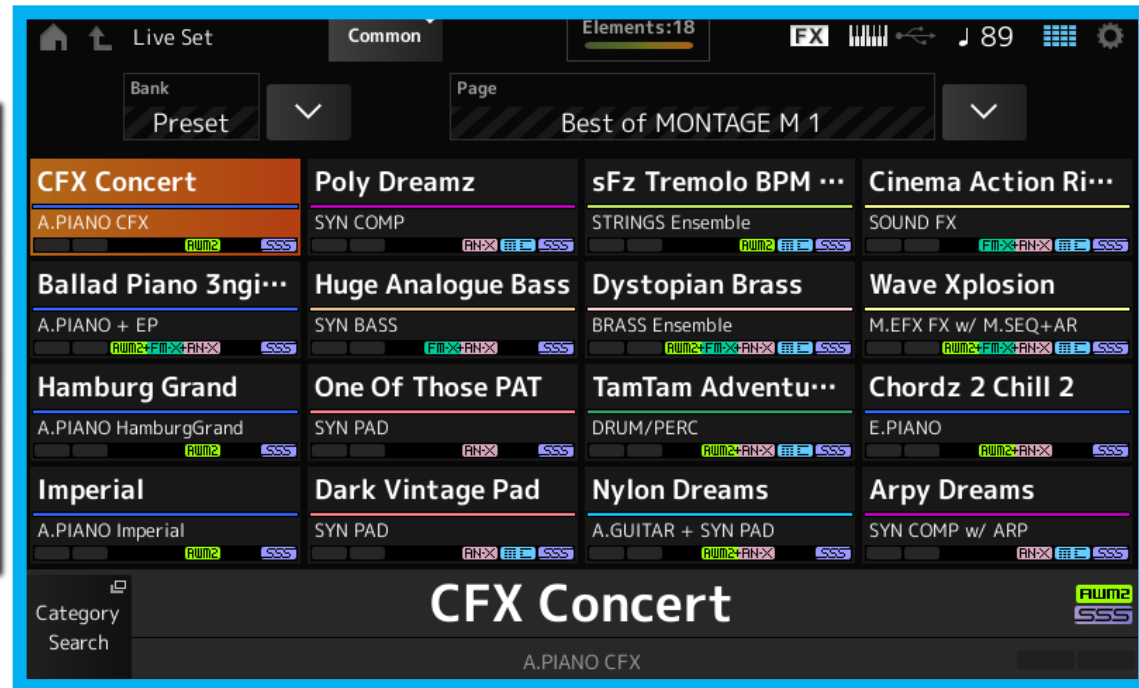 Live Set
Common
Elements:18
FX
♩ 89
Bank
Preset
Page
Best of MONTAGE M 1
CFX Concert
A.PIANO CFX
AWM2 SSS
Poly Dreamz
SYN COMP
AN-X SSS
sFz Tremolo BPM ···
STRINGS Ensemble
AWM2 SSS
Cinema Action Ri···
SOUND FX
FM-X+AN-X SSS
Ballad Piano 3ngi···
A.PIANO + EP
AWM2+FM-X+AN-X SSS
Huge Analogue Bass
SYN BASS
FM-X+AN-X SSS
Dystopian Brass
BRASS Ensemble
AWM2+FM-X+AN-X SSS
Wave Xplosion
M.EFX FX w/ M.SEQ+AR
AWM2+FM-X+AN-X SSS
Hamburg Grand
A.PIANO HamburgGrand
AWM2 SSS
One Of Those PAT
SYN PAD
AN-X SSS
TamTam Adventu···
DRUM/PERC
AWM2+AN-X SSS
Chordz 2 Chill 2
E.PIANO
AWM2+AN-X SSS
Imperial
A.PIANO Imperial
AWM2 SSS
Dark Vintage Pad
SYN PAD
AN-X SSS
Nylon Dreams
A.GUITAR + SYN PAD
AWM2+AN-X SSS
Arpy Dreams
SYN COMP w/ ARP
AN-X SSS
Category
Search
CFX Concert
AWM2
SSS
A.PIANO CFX